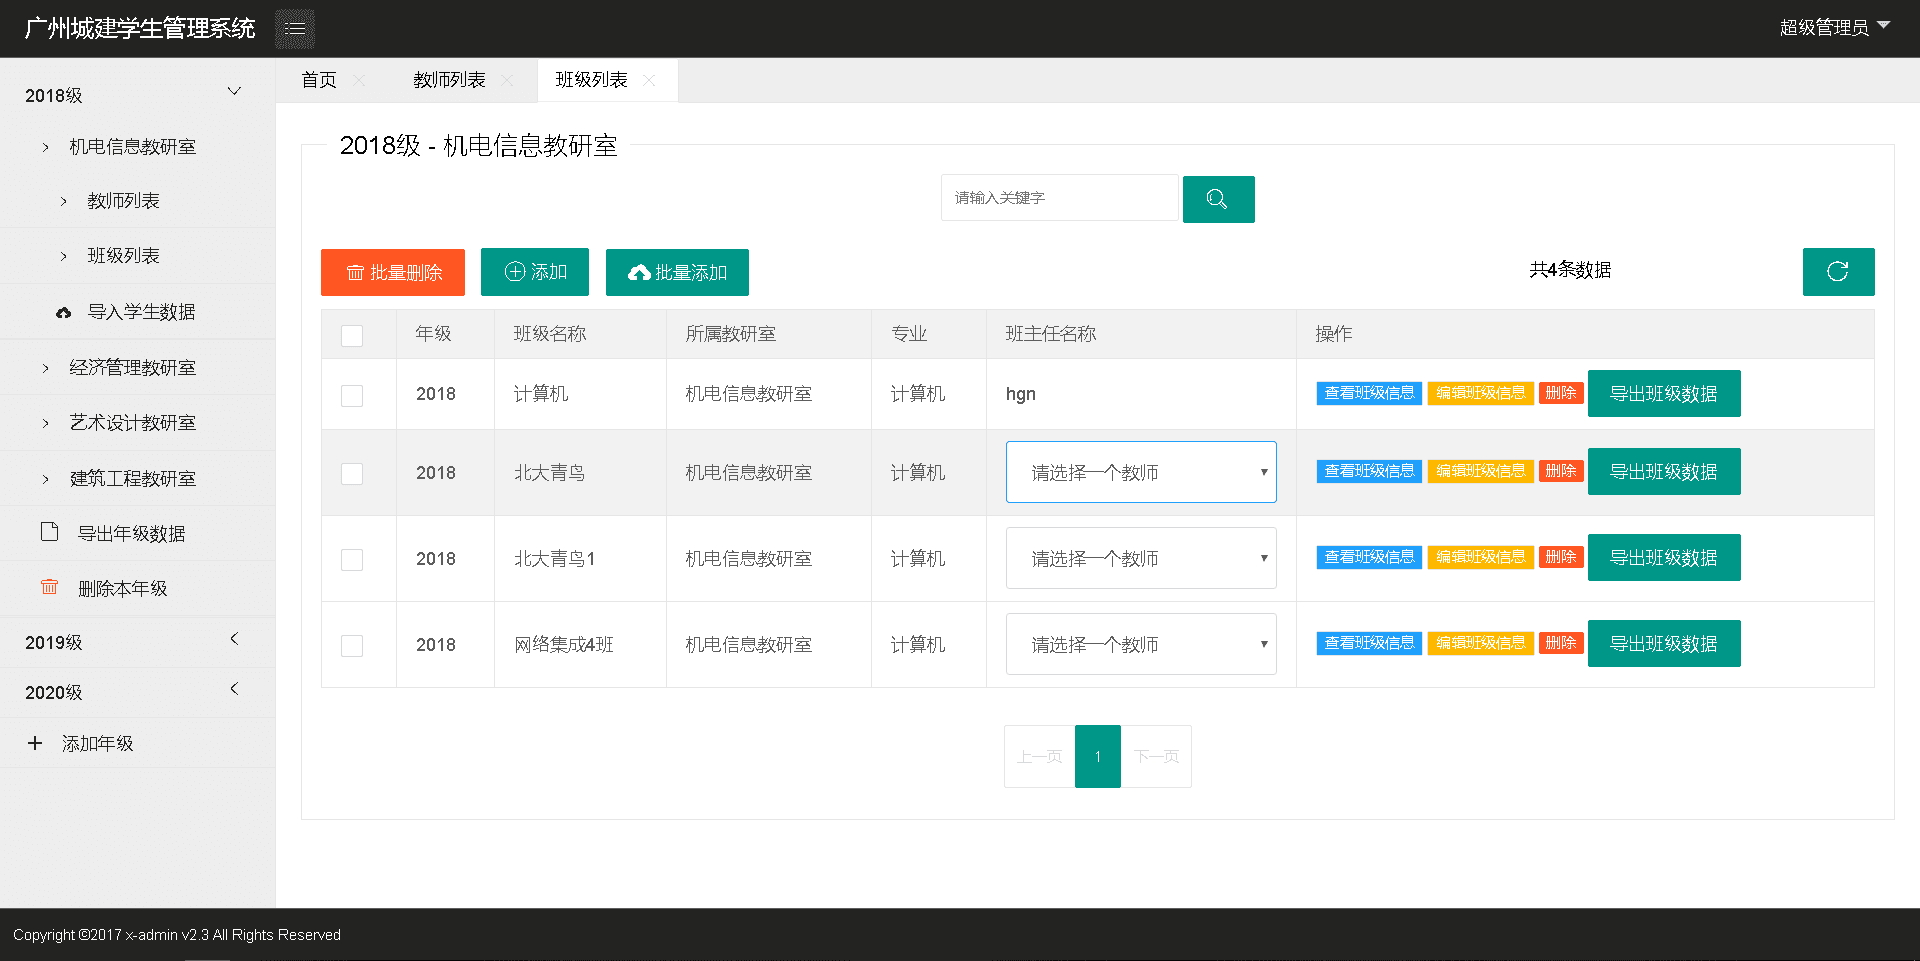 广州城建学生管理系统
超级管理员
2018级
机电信息教研室
教师列表
班级列表
导入学生数据
经济管理教研室
艺术设计教研室
建筑工程教研室
导出年级数据
删除本年级
2019级
2020级
添加年级
首页 教师列表 班级列表
2018级 - 机电信息教研室
请输入关键字
批量删除 添加 批量添加 共4条数据
年级 班级名称 所属教研室 专业 班主任名称 操作
2018 计算机 机电信息教研室 计算机 hgn 查看班级信息 编辑班级信息 删除 导出班级数据
2018 北大青鸟 机电信息教研室 计算机 请选择一个教师 查看班级信息 编辑班级信息 删除 导出班级数据
2018 北大青鸟1 机电信息教研室 计算机 请选择一个教师 查看班级信息 编辑班级信息 删除 导出班级数据
2018 网络集成4班 机电信息教研室 计算机 请选择一个教师 查看班级信息 编辑班级信息 删除 导出班级数据
上一页 1 下一页
Copyright ©2017 x-admin v2.3 All Rights Reserved